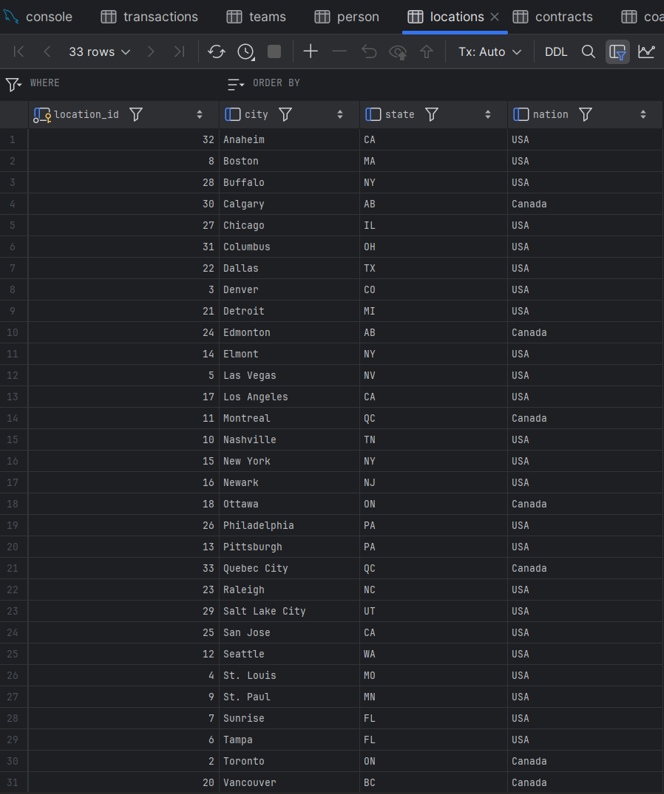 console transactions teams person locations contracts coa
33 rows Tx: Auto DDL
WHERE ORDER BY
location_id city state nation
1 32 Anaheim CA USA
2 8 Boston MA USA
3 28 Buffalo NY USA
4 30 Calgary AB Canada
5 27 Chicago IL USA
6 31 Columbus OH USA
7 22 Dallas TX USA
8 3 Denver CO USA
9 21 Detroit MI USA
10 24 Edmonton AB Canada
11 14 Elmont NY USA
12 5 Las Vegas NV USA
13 17 Los Angeles CA USA
14 11 Montreal QC Canada
15 10 Nashville TN USA
16 15 New York NY USA
17 16 Newark NJ USA
18 18 Ottawa ON Canada
19 26 Philadelphia PA USA
20 13 Pittsburgh PA USA
21 33 Quebec City QC Canada
22 23 Raleigh NC USA
23 29 Salt Lake City UT USA
24 25 San Jose CA USA
25 12 Seattle WA USA
26 4 St. Louis MO USA
27 9 St. Paul MN USA
28 7 Sunrise FL USA
29 6 Tampa FL USA
30 2 Toronto ON Canada
31 20 Vancouver BC Canada